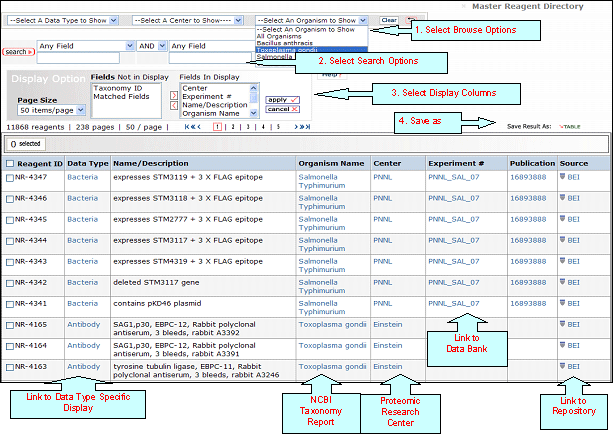 Master Reagent Directory
--Select A Data Type to Show--
--Select A Center to Show----
--Select An Organism to Show
Clear
--Select An Organism to Show
All Organisms
Bacillus anthracis
Toxoplasma gondii
Salmonella
1. Select Browse Options
search
Any Field
AND
Any Field
2. Select Search Options
Help
Display Option
Page Size
50 items/page
Fields Not in Display
Taxonomy ID
Matched Fields
Fields In Display
Center
Experiment #
Name/Description
Organism Name
apply
cancel
3. Select Display Columns
4. Save as
11868 reagents | 238 pages | 50 / page |
1 | 2 | 3 | 4 | 5
Save Result As: TABLE
0 selected
Reagent ID Data Type Name/Description Organism Name Center Experiment # Publication Source
NR-4347 Bacteria expresses STM3119 + 3 X FLAG epitope Salmonella Typhimurium PNNL PNNL_SAL_07 16893888 BEI
NR-4346 Bacteria expresses STM3118 + 3 X FLAG epitope Salmonella Typhimurium PNNL PNNL_SAL_07 16893888 BEI
NR-4345 Bacteria expresses STM2777 + 3 X FLAG epitope Salmonella Typhimurium PNNL PNNL_SAL_07 16893888 BEI
NR-4344 Bacteria expresses STM3117 + 3 X FLAG epitope Salmonella Typhimurium PNNL PNNL_SAL_07 16893888 BEI
NR-4343 Bacteria expresses STM4319 + 3 X FLAG epitope Salmonella Typhimurium PNNL PNNL_SAL_07 16893888 BEI
NR-4342 Bacteria deleted STM3117 gene Salmonella Typhimurium PNNL PNNL_SAL_07 16893888 BEI
NR-4341 Bacteria contains pKD46 plasmid Salmonella Typhimurium PNNL PNNL_SAL_07 16893888 BEI
NR-4165 Antibody SAG1,p30, EBPC-12, Rabbit polyclonal antiserum, 3 bleeds, rabbit A3392 Toxoplasma gondii Einstein BEI
NR-4164 Antibody SAG1,p30, EBPC-12, Rabbit polyclonal antiserum, 3 bleeds, rabbit A3391 Toxoplasma gondii Einstein BEI
NR-4163 Antibody tyrosine tubulin ligase, EBPC-11, Rabbit polyclonal antiserum, 3 bleeds, rabbit A3246 Toxoplasma gondii Einstein BEI
Link to
Data Bank
Link to Data Type Specific
Display
NCBI
Taxonomy
Report
Proteomic
Research
Center
Link to
Repository